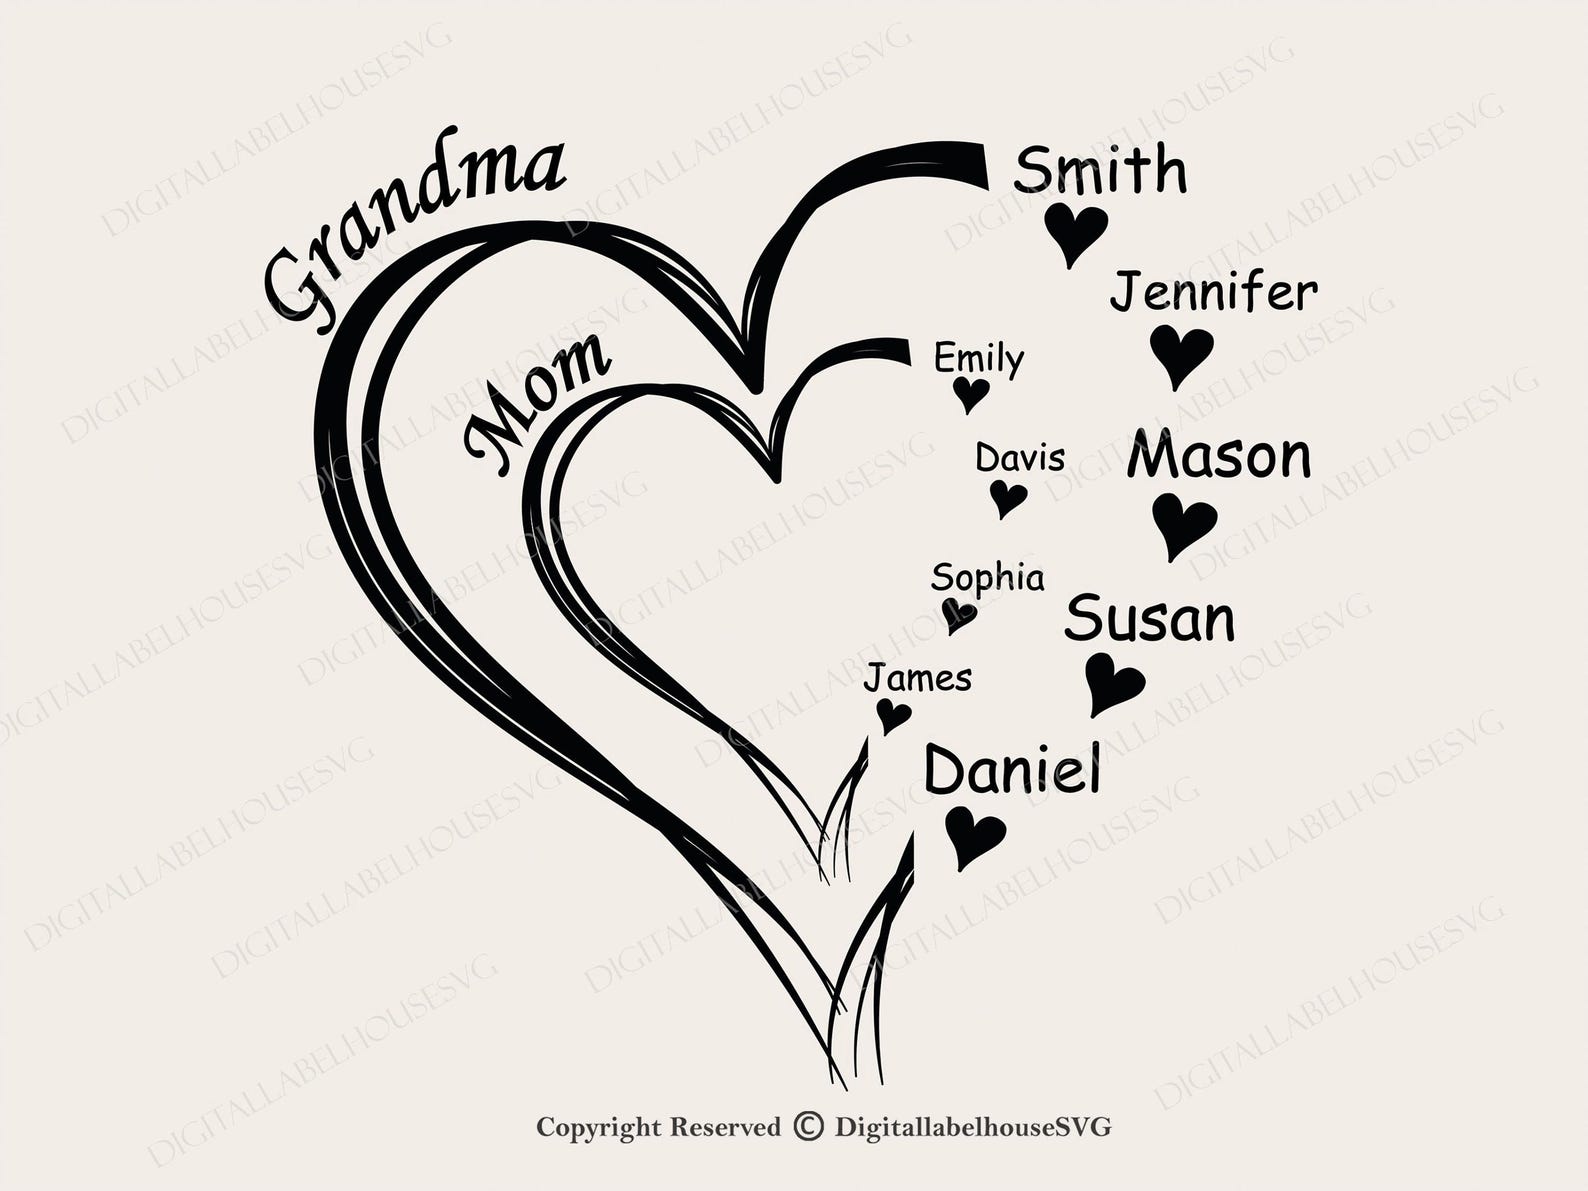 Grandma
Smith
Jennifer
Mom
Emily
Davis
Mason
Sophia
Susan
James
Daniel
Copyright Reserved © DigitallabelhouseSVG
DIGITALLABELHOUSESVG